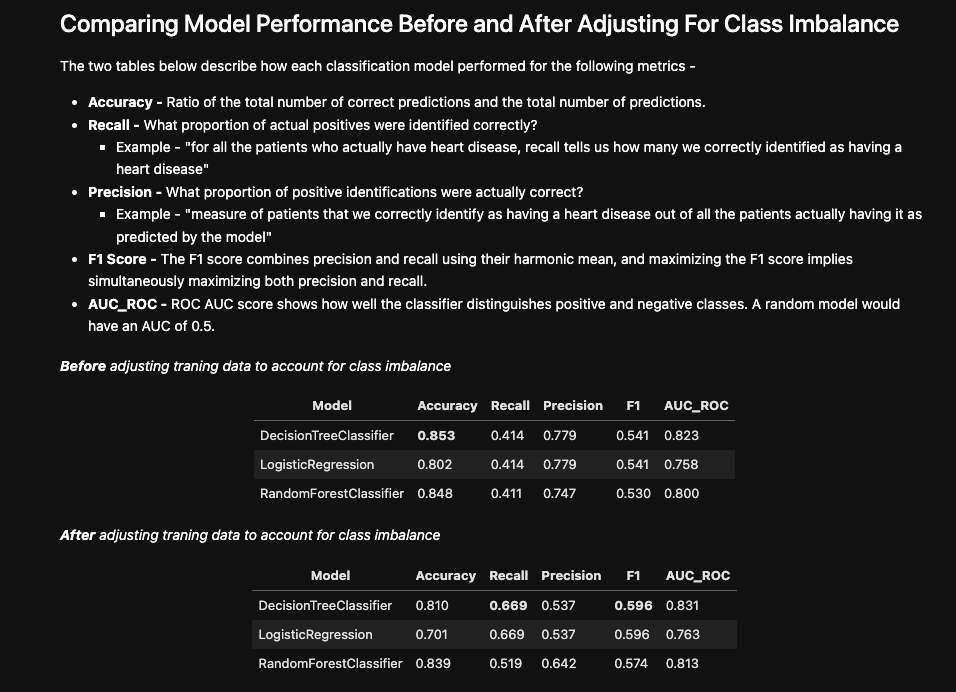 Comparing Model Performance Before and After Adjusting For Class Imbalance
The two tables below describe how each classification model performed for the following metrics -
• Accuracy - Ratio of the total number of correct predictions and the total number of predictions.
• Recall - What proportion of actual positives were identified correctly?
▪ Example - "for all the patients who actually have heart disease, recall tells us how many we correctly identified as having a
heart disease"
• Precision - What proportion of positive identifications were actually correct?
▪ Example - "measure of patients that we correctly identify as having a heart disease out of all the patients actually having it as
predicted by the model"
• F1 Score - The F1 score combines precision and recall using their harmonic mean, and maximizing the F1 score implies
simultaneously maximizing both precision and recall.
• AUC_ROC - ROC AUC score shows how well the classifier distinguishes positive and negative classes. A random model would
have an AUC of 0.5.
Before adjusting traning data to account for class imbalance
Model Accuracy Recall Precision F1 AUC_ROC
DecisionTreeClassifier 0.853 0.414 0.779 0.541 0.823
LogisticRegression 0.802 0.414 0.779 0.541 0.758
RandomForestClassifier 0.848 0.411 0.747 0.530 0.800
After adjusting traning data to account for class imbalance
Model Accuracy Recall Precision F1 AUC_ROC
DecisionTreeClassifier 0.810 0.669 0.537 0.596 0.831
LogisticRegression 0.701 0.669 0.537 0.596 0.763
RandomForestClassifier 0.839 0.519 0.642 0.574 0.813